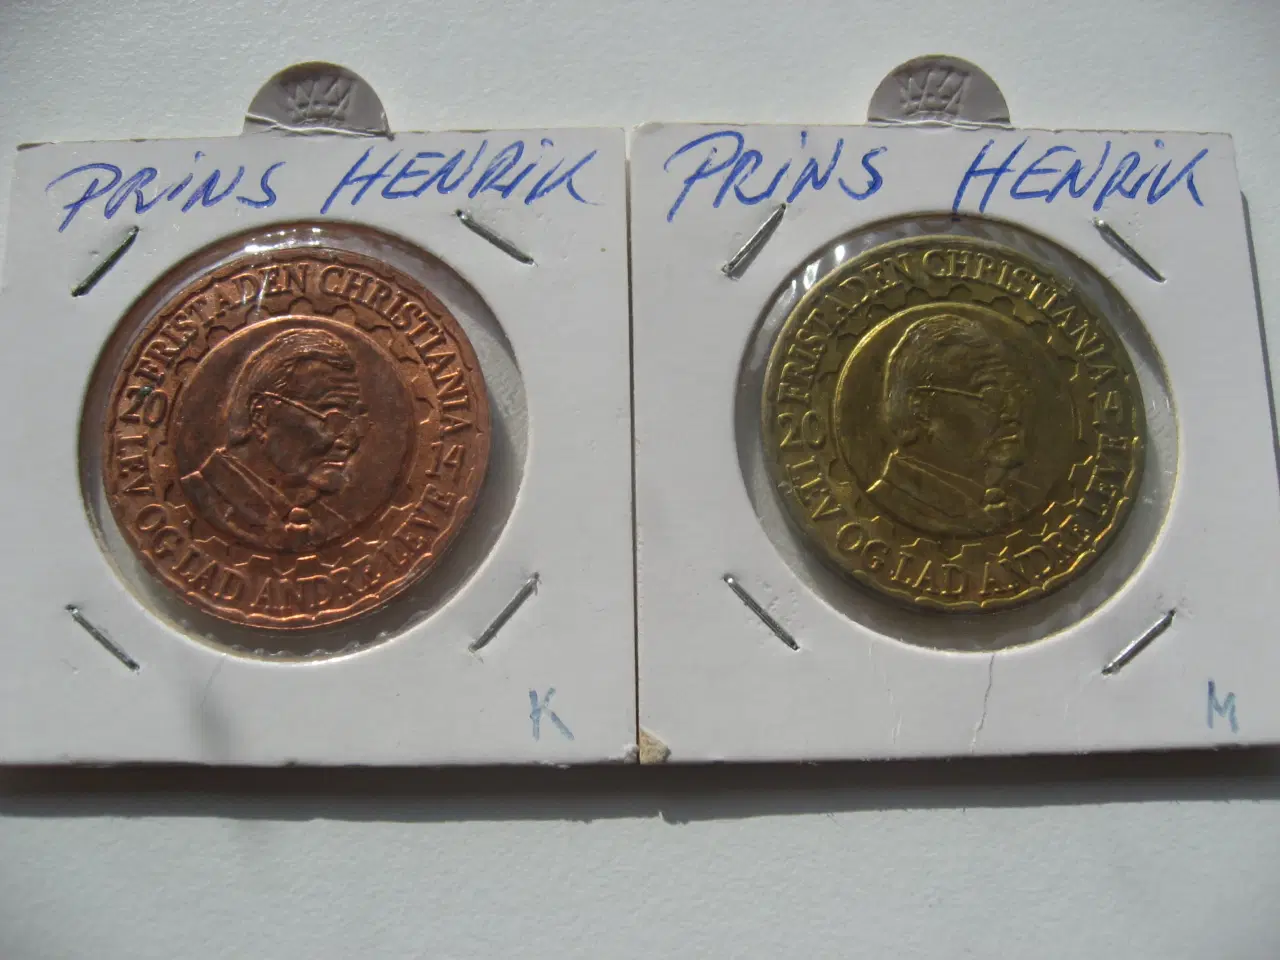 PRiNS HENRiK
FRISTADEN CHRISTIANIA
20 14
LEV OG LAD ANDRE LEVE
K
PRiNS HENRiK
FRISTADEN CHRISTIANIA
20 14
LEV OG LAD ANDRE LEVE
M